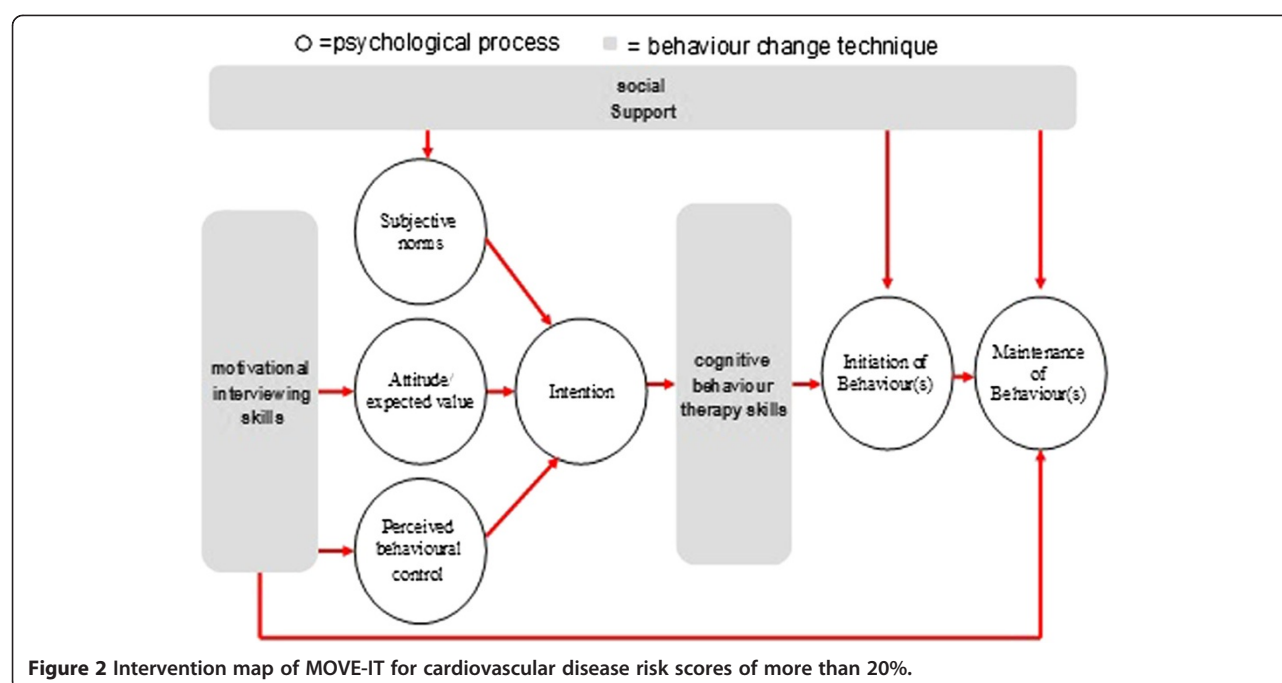 =psychological process = behaviour change technique
social
Support
Subjective
norms
motivational
interviewing
skills
Attitude/
expected value
Intention
cognitive
behaviour
therapy skills
Initiation of
Behaviour(s)
Maintenance
of
Behaviour(s)
Perceived
behavioural
control
Figure 2 Intervention map of MOVE-IT for cardiovascular disease risk scores of more than 20%.